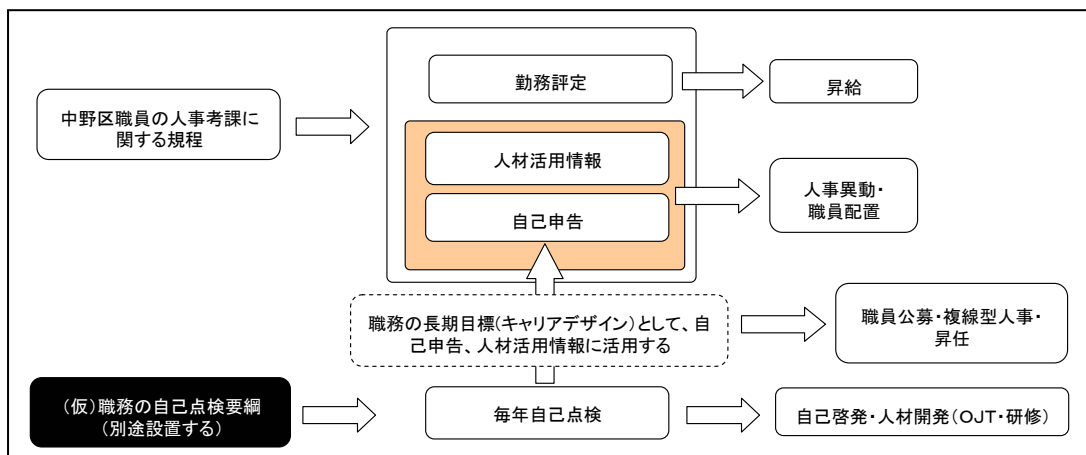 勤務評定
昇給
中野区職員の人事考課に
関する規程
人材活用情報
自己申告
人事異動・
職員配置
職務の長期目標(キャリアデザイン)として、自
己申告、人材活用情報に活用する
職員公募・複線型人事・
昇任
(仮)職務の自己点検要綱
(別途設置する)
毎年自己点検
自己啓発・人材開発(OJT・研修)